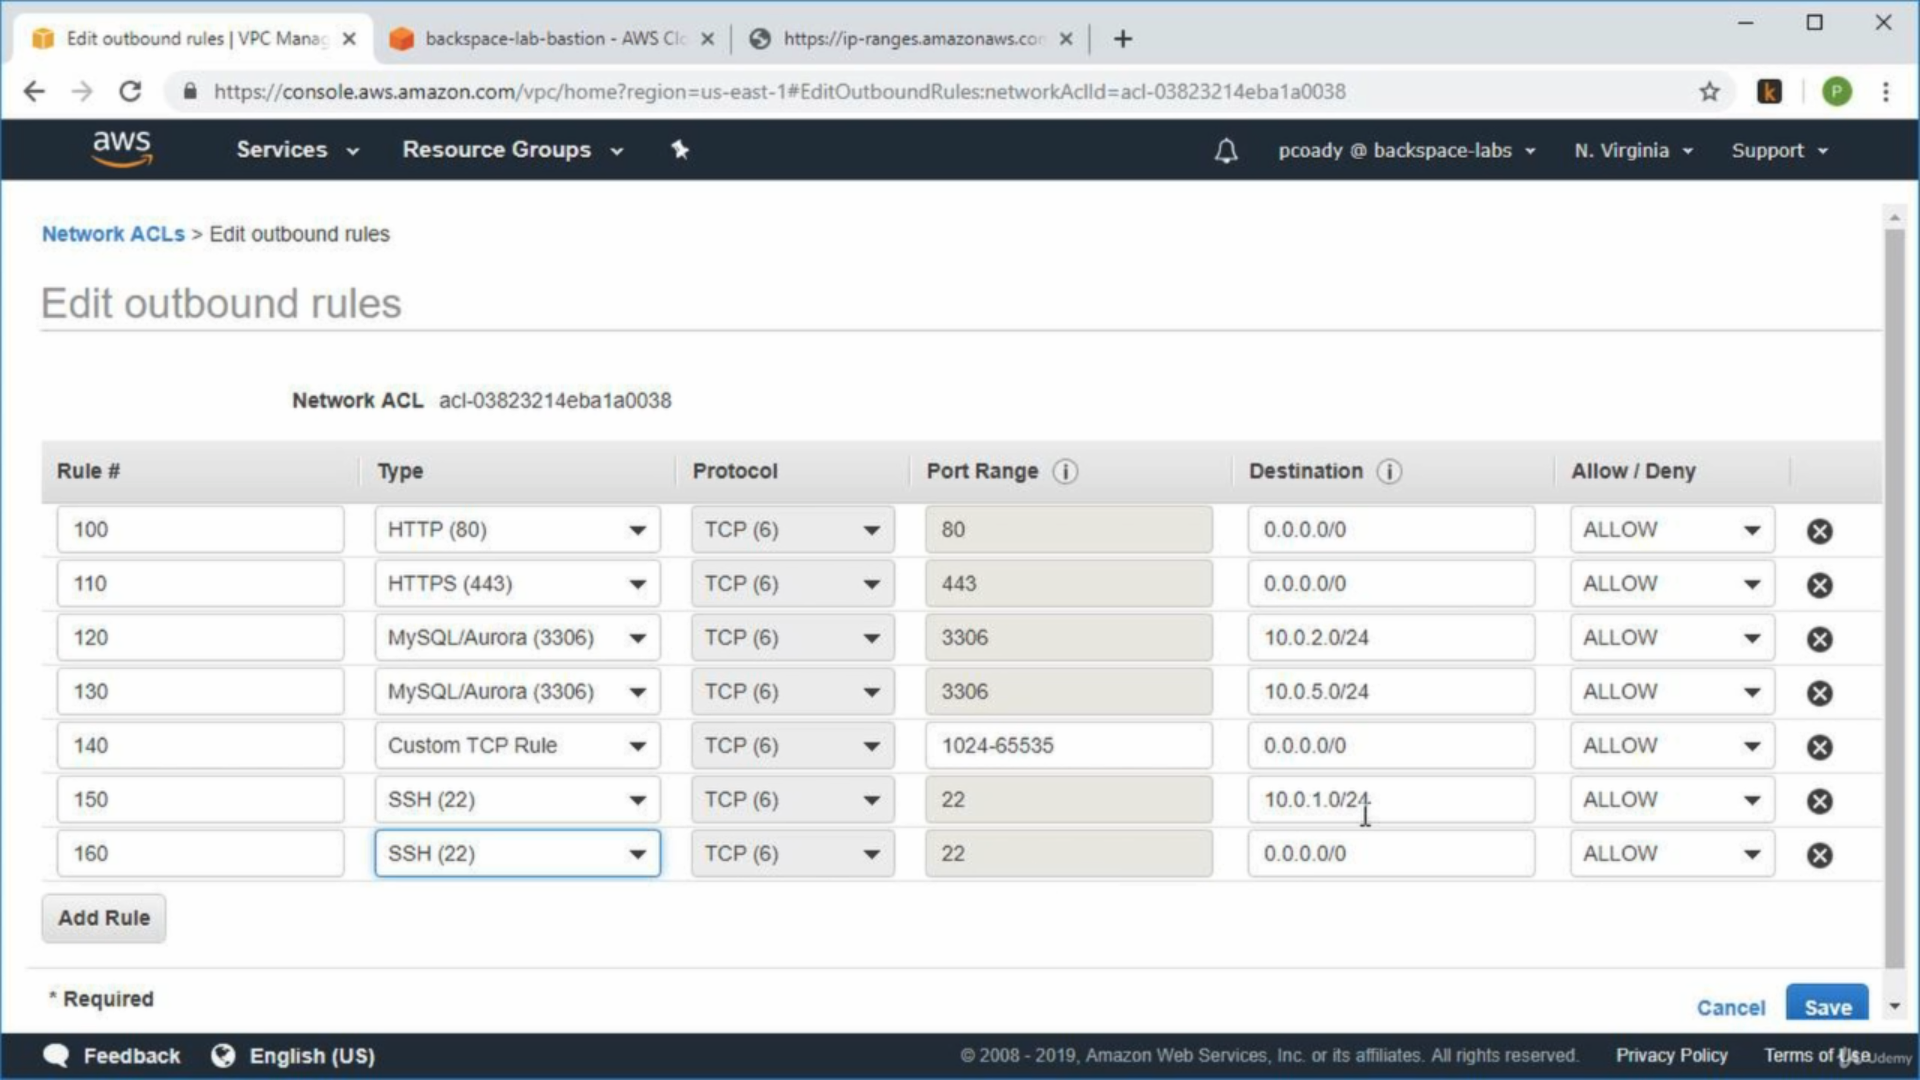 Edit outbound rules | VPC Manag
backspace-lab-bastion - AWS Clo
https://ip-ranges.amazonaws.con
https://console.aws.amazon.com/vpc/home?region=us-east-1#EditOutboundRules:networkAclId=acl-03823214eba1a0038
k
P
aws
Services
Resource Groups
pcoady @ backspace-labs
N. Virginia
Support
Network ACLs > Edit outbound rules
Edit outbound rules
Network ACL acl-03823214eba1a0038
Rule # Type Protocol Port Range i Destination i Allow / Deny
100 HTTP (80) TCP (6) 80 0.0.0.0/0 ALLOW
110 HTTPS (443) TCP (6) 443 0.0.0.0/0 ALLOW
120 MySQL/Aurora (3306) TCP (6) 3306 10.0.2.0/24 ALLOW
130 MySQL/Aurora (3306) TCP (6) 3306 10.0.5.0/24 ALLOW
140 Custom TCP Rule TCP (6) 1024-65535 0.0.0.0/0 ALLOW
150 SSH (22) TCP (6) 22 10.0.1.0/24 ALLOW
160 SSH (22) TCP (6) 22 0.0.0.0/0 ALLOW
Add Rule
* Required
Cancel
Save
Feedback
English (US)
© 2008 - 2019, Amazon Web Services, Inc. or its affiliates. All rights reserved.
Privacy Policy
Terms of Use
Udemy